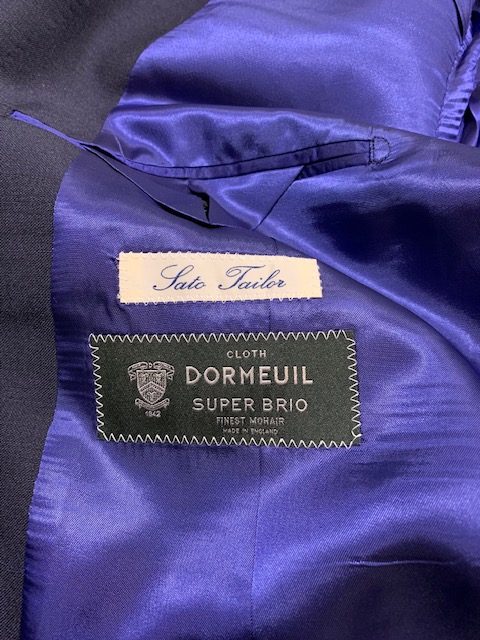 Sato Tailor
CLOTH
DORMEUIL
1842
SUPER BRIO
FINEST MOHAIR
MADE IN ENGLAND